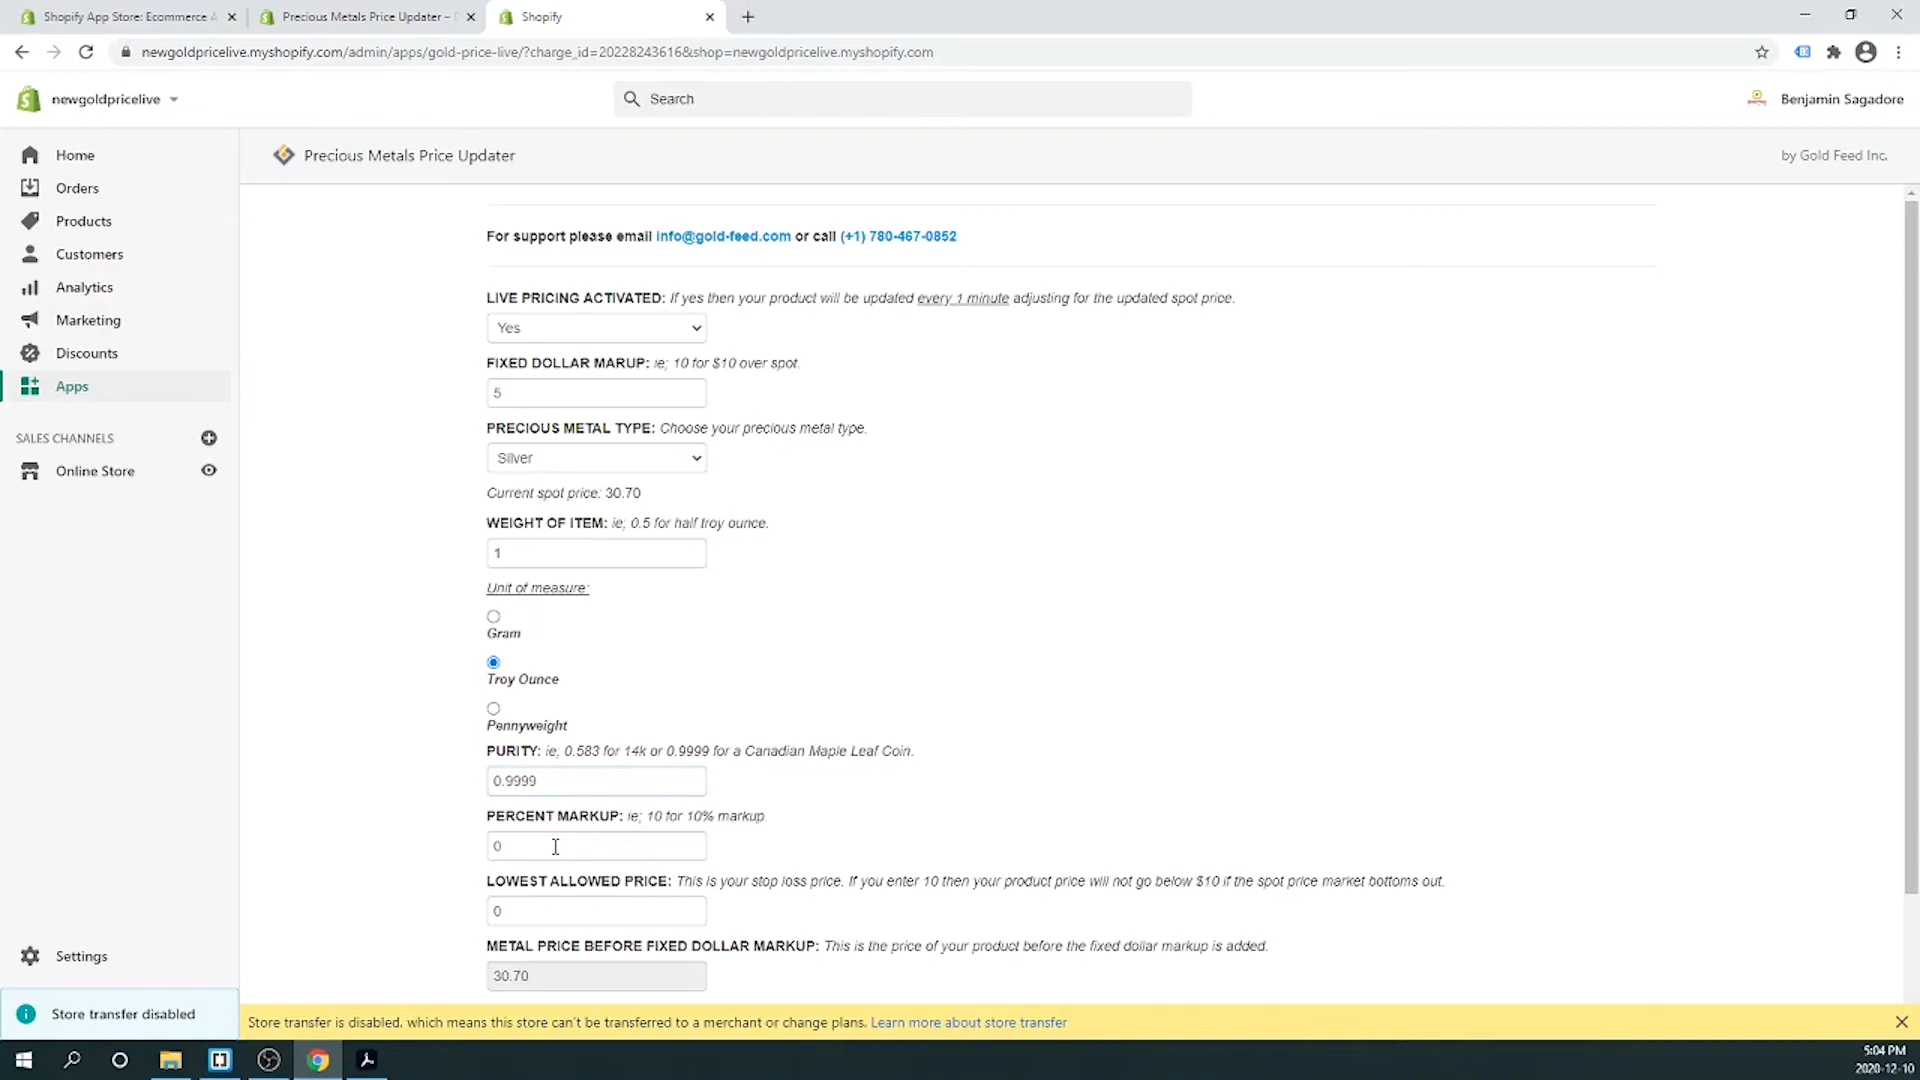 Shopify App Store: Ecommerce A
Precious Metals Price Updater –
Shopify
newgoldpricelive.myshopify.com/admin/apps/gold-price-live/?charge_id=20228243616&shop=newgoldpricelive.myshopify.com
newgoldpricelive
Search
Benjamin Sagadore
Home
Orders
Products
Customers
Analytics
Marketing
Discounts
Apps
SALES CHANNELS
Online Store
Settings
Store transfer disabled
Precious Metals Price Updater
by Gold Feed Inc.
For support please email info@gold-feed.com or call (+1) 780-467-0852
LIVE PRICING ACTIVATED: If yes then your product will be updated every 1 minute adjusting for the updated spot price.
Yes
FIXED DOLLAR MARUP: ie; 10 for $10 over spot.
5
PRECIOUS METAL TYPE: Choose your precious metal type.
Silver
Current spot price: 30.70
WEIGHT OF ITEM: ie; 0.5 for half troy ounce.
1
Unit of measure:
Gram
Troy Ounce
Pennyweight
PURITY: ie; 0.583 for 14k or 0.9999 for a Canadian Maple Leaf Coin.
0.9999
PERCENT MARKUP: ie; 10 for 10% markup.
0
LOWEST ALLOWED PRICE: This is your stop loss price. If you enter 10 then your product price will not go below $10 if the spot price market bottoms out.
0
METAL PRICE BEFORE FIXED DOLLAR MARKUP: This is the price of your product before the fixed dollar markup is added.
30.70
Store transfer is disabled, which means this store can't be transferred to a merchant or change plans. Learn more about store transfer
5:04 PM
2020-12-10